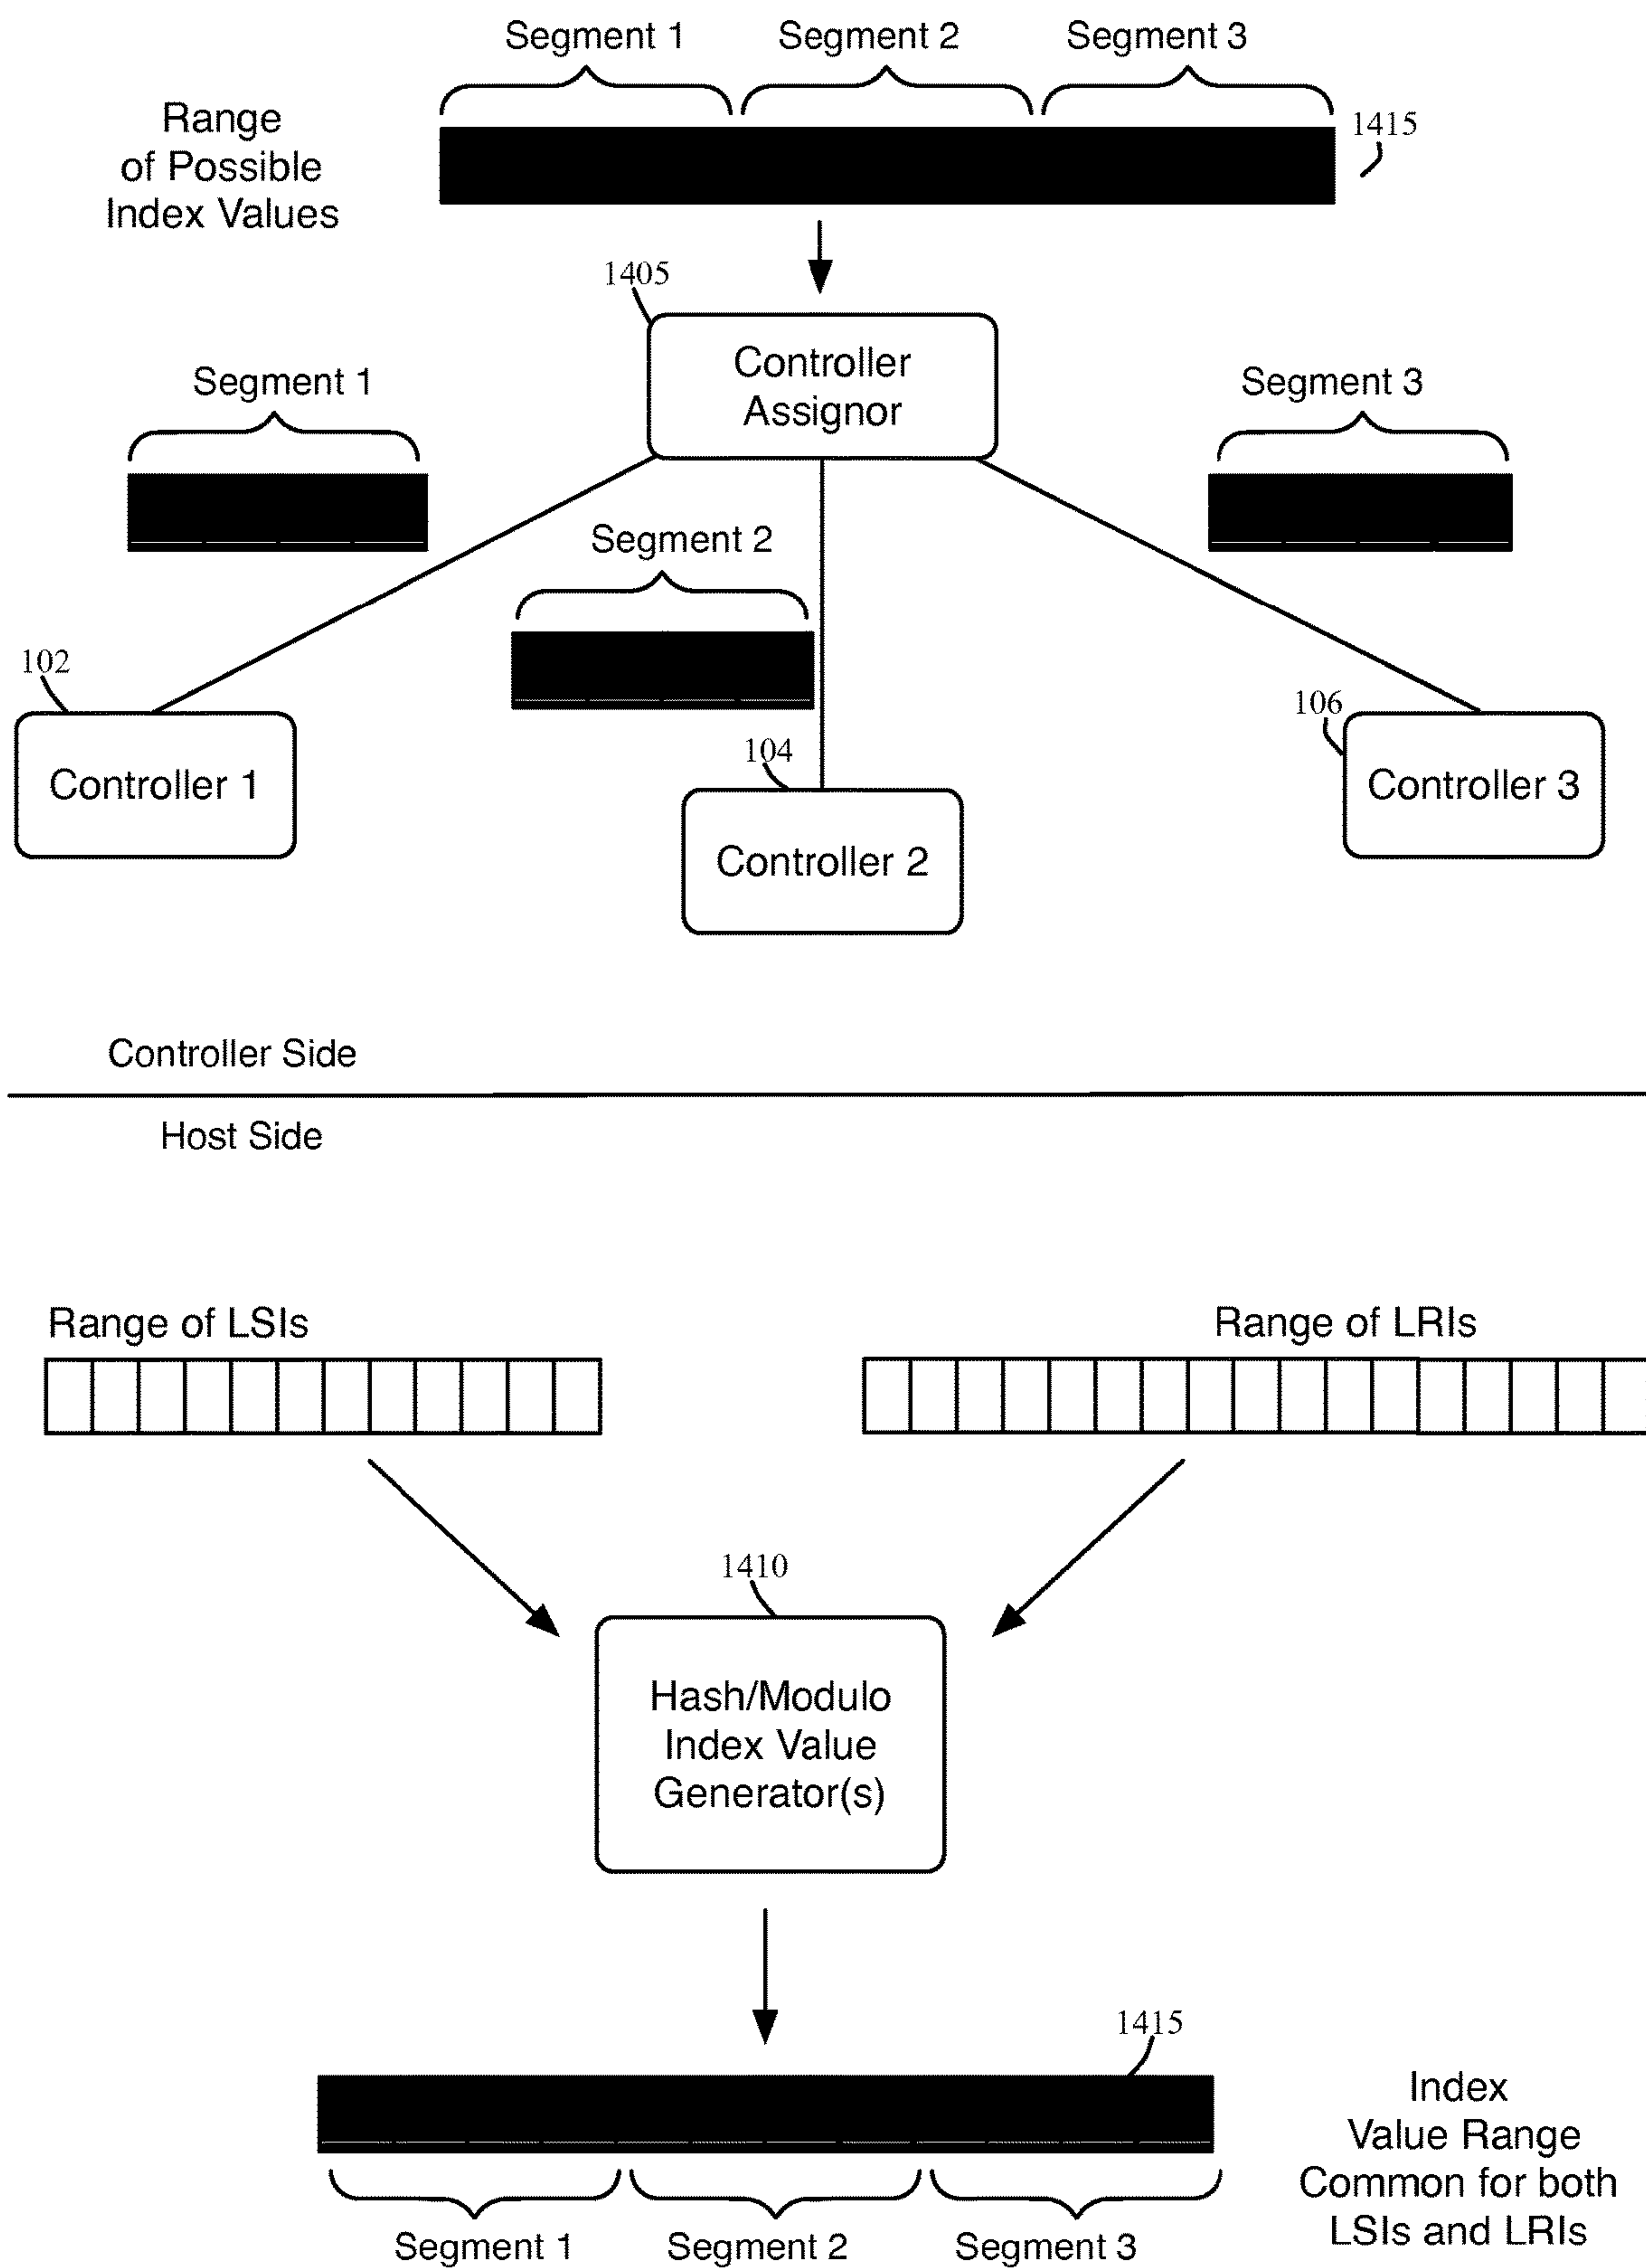 Segment 1
Segment 2
Segment 3
Range
of Possible
Index Values
1415
1405
Controller
Assignor
Segment 1
Segment 3
Segment 2
102
104
106
Controller 1
Controller 3
Controller 2
Controller Side
Host Side
Range of LSIs
Range of LRIs
1410
Hash/Modulo
Index Value
Generator(s)
1415
Index
Value Range
Common for both
LSIs and LRIs
Segment 1
Segment 2
Segment 3